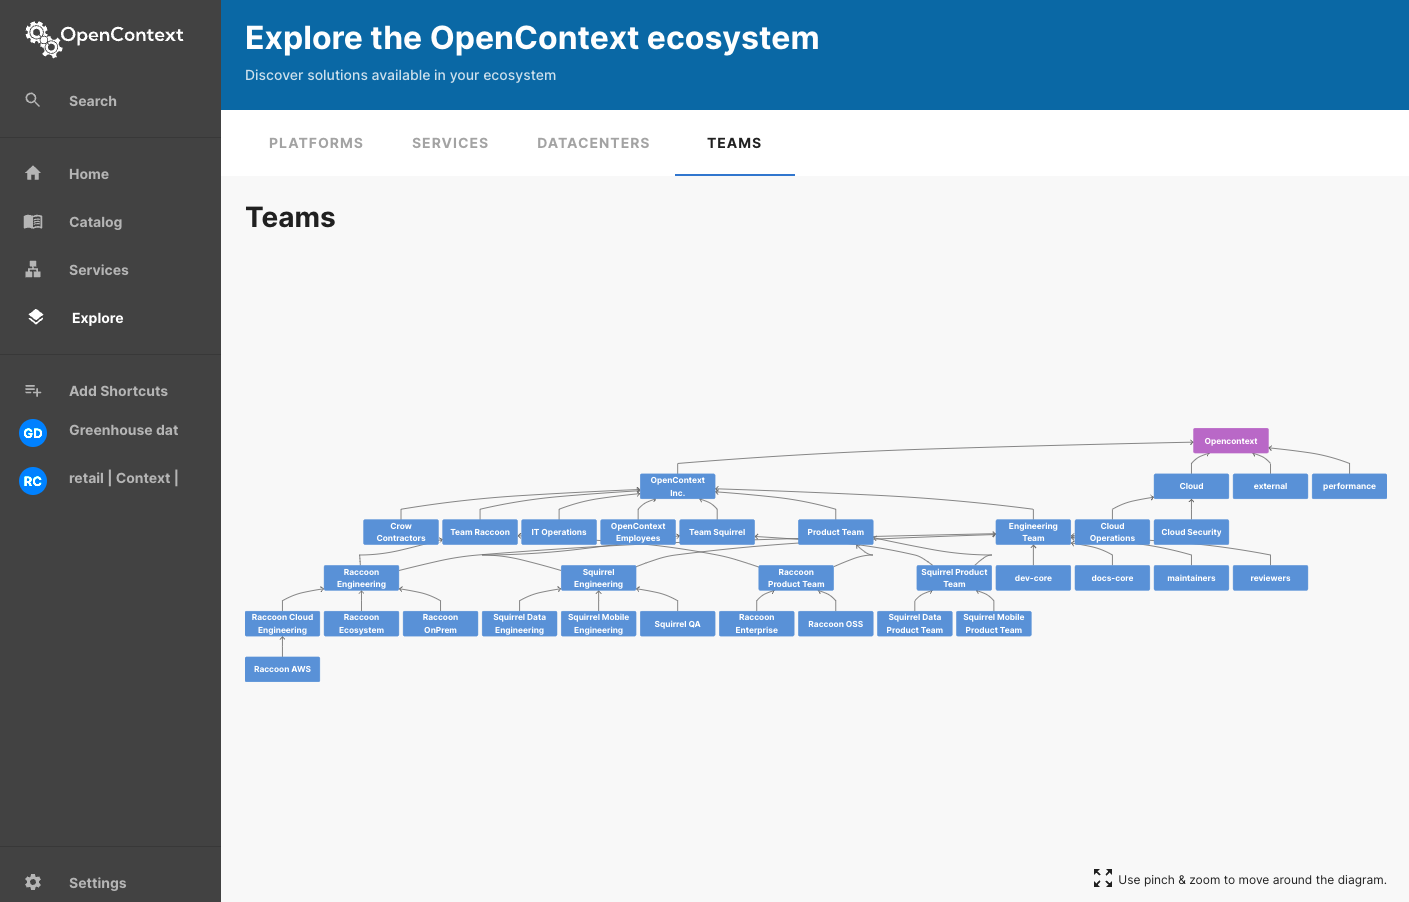 OpenContext
Search
Home
Catalog
Services
Explore
Add Shortcuts
GD Greenhouse dat
RC retail | Context |
Settings
Explore the OpenContext ecosystem
Discover solutions available in your ecosystem
PLATFORMS SERVICES DATACENTERS TEAMS
Teams
Opencontext
OpenContext
Inc.
Cloud
external
performance
Crow
Contractors
Team Raccoon
IT Operations
OpenContext
Employees
Team Squirrel
Product Team
Engineering
Team
Cloud
Operations
Cloud Security
Raccoon
Engineering
Squirrel
Engineering
Raccoon
Product Team
Squirrel Product
Team
dev-core
docs-core
maintainers
reviewers
Raccoon Cloud
Engineering
Raccoon
Ecosystem
Raccoon
OnPrem
Squirrel Data
Engineering
Squirrel Mobile
Engineering
Squirrel QA
Raccoon
Enterprise
Raccoon OSS
Squirrel Data
Product Team
Squirrel Mobile
Product Team
Raccoon AWS
Use pinch & zoom to move around the diagram.